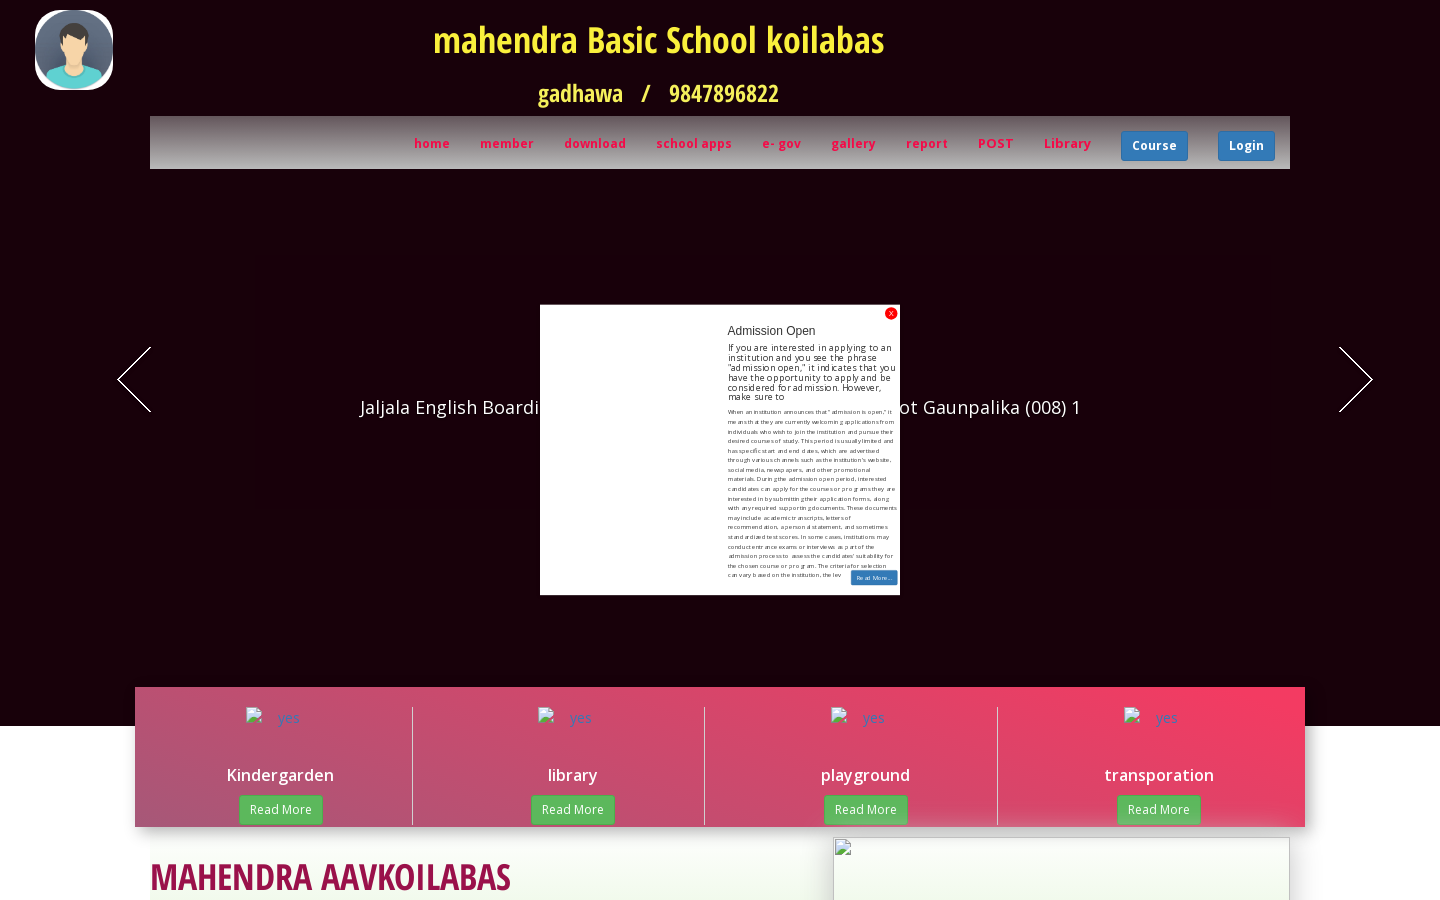 mahendra Basic School koilabas
gadhawa / 9847896822
home member download school apps e- gov gallery report POST Library Course Login
X
Admission Open
If you are interested in applying to an
institution and you see the phrase
"admission open," it indicates that you
have the opportunity to apply and be
considered for admission. However,
make sure to
Jaljala English Boardi
ot Gaunpalika (008) 1
When an institution announces that "admission is open," it
means that they are currently welcoming applications from
individuals who wish to join the institution and pursue their
desired courses of study. This period is usually limited and
has specific start and end dates, which are advertised
through various channels such as the institution's website,
social media, newspapers, and other promotional
materials. During the admission open period, interested
candidates can apply for the courses or programs they are
interested in by submitting their application forms, along
with any required supporting documents. These documents
may include academic transcripts, letters of
recommendation, a personal statement, and sometimes
standardized test scores. In some cases, institutions may
conduct entrance exams or interviews as part of the
admission process to assess the candidates' suitability for
the chosen course or program. The criteria for selection
can vary based on the institution, the lev
Read More...
yes yes yes yes
Kindergarden library playground transporation
Read More Read More Read More Read More
MAHENDRA AAVKOILABAS